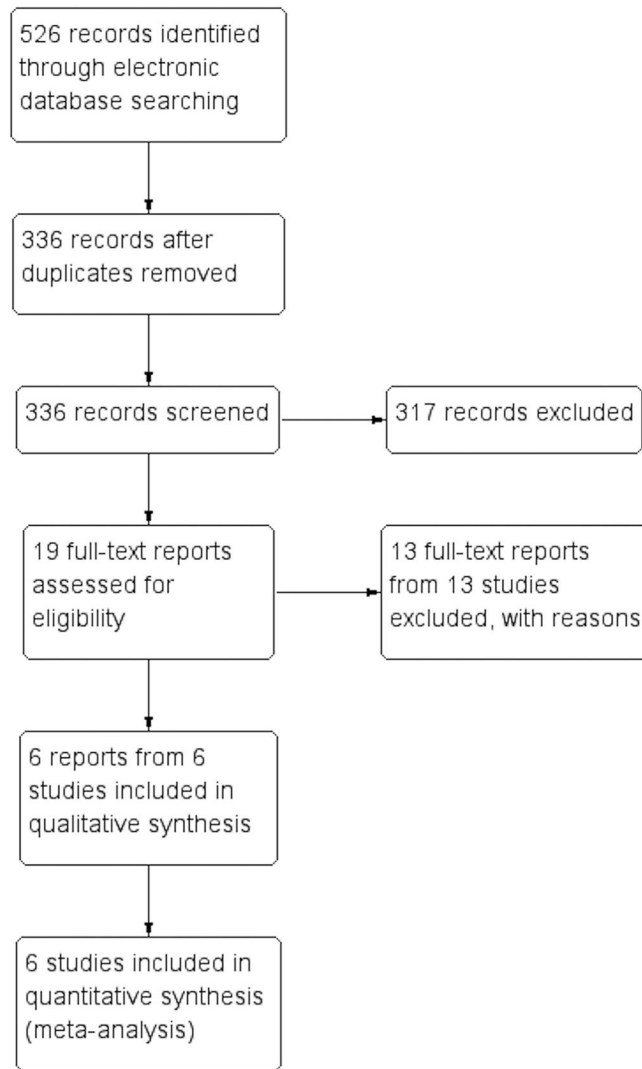 526 records identified
through electronic
database searching
336 records after
duplicates removed
336 records screened
317 records excluded
19 full-text reports
assessed for
eligibility
13 full-text reports
from 13 studies
excluded, with reasons
6 reports from 6
studies included in
qualitative synthesis
6 studies included in
quantitative synthesis
(meta-analysis)